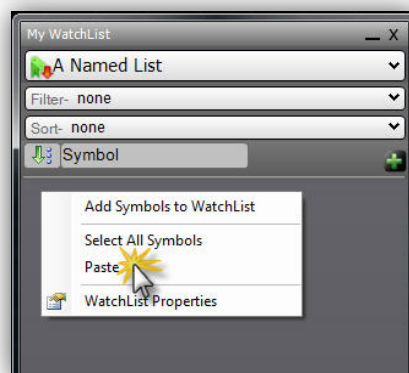 My WatchList _ X
A Named List
Filter- none
Sort- none
Symbol
Add Symbols to WatchList
Select All Symbols
Paste
WatchList Properties